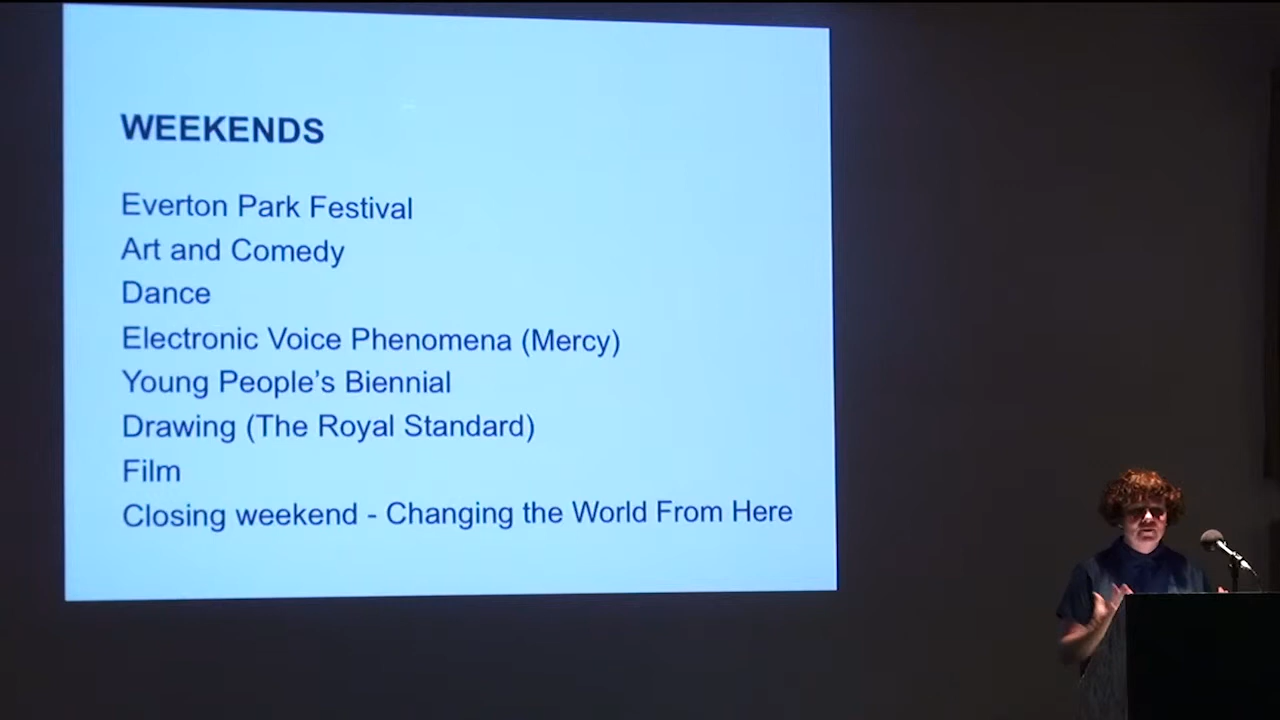 WEEKENDS
Everton Park Festival
Art and Comedy
Dance
Electronic Voice Phenomena (Mercy)
Young People’s Biennial
Drawing (The Royal Standard)
Film
Closing weekend - Changing the World From Here